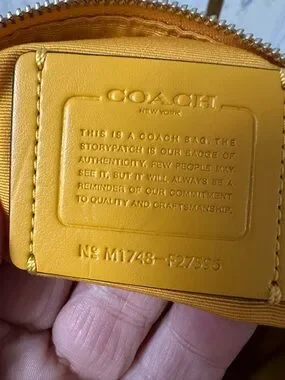 COACH
NEW YORK
THIS IS A COACH BAG. THE
STORYPATCH IS OUR BADGE OF
AUTHENTICITY. FEW PEOPLE MAY
SEE IT, BUT IT WILL ALWAYS BE A
REMINDER OF OUR COMMITMENT
TO QUALITY AND CRAFTSMANSHIP.
Nº M1748-F27595